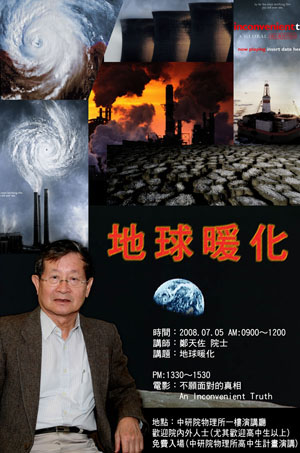 inconvenient
now playing
地球暖化
時間：2008.07.05 AM:0900～1200
講師：鄭天佐 院士
講題：地球暖化
PM:1330～1530
電影：不願面對的真相
An Inconvenient Truth
地點：中研院物理所一樓演講廳
歡迎院內外人士(尤其歡迎高中生以上)
免費入場(中研院物理所高中生計畫演講)